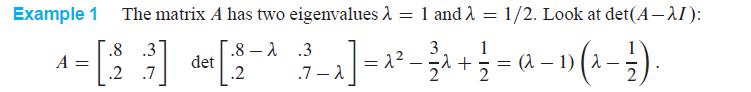 Example 1 The matrix A has two eigenvalues λ = 1 and λ = 1/2. Look at det(A−λI):
A = [.8 .3; .2 .7] det [.8 − λ .3; .2 .7 − λ] = λ² − 3/2 λ + 1/2 = (λ − 1) (λ − 1/2).